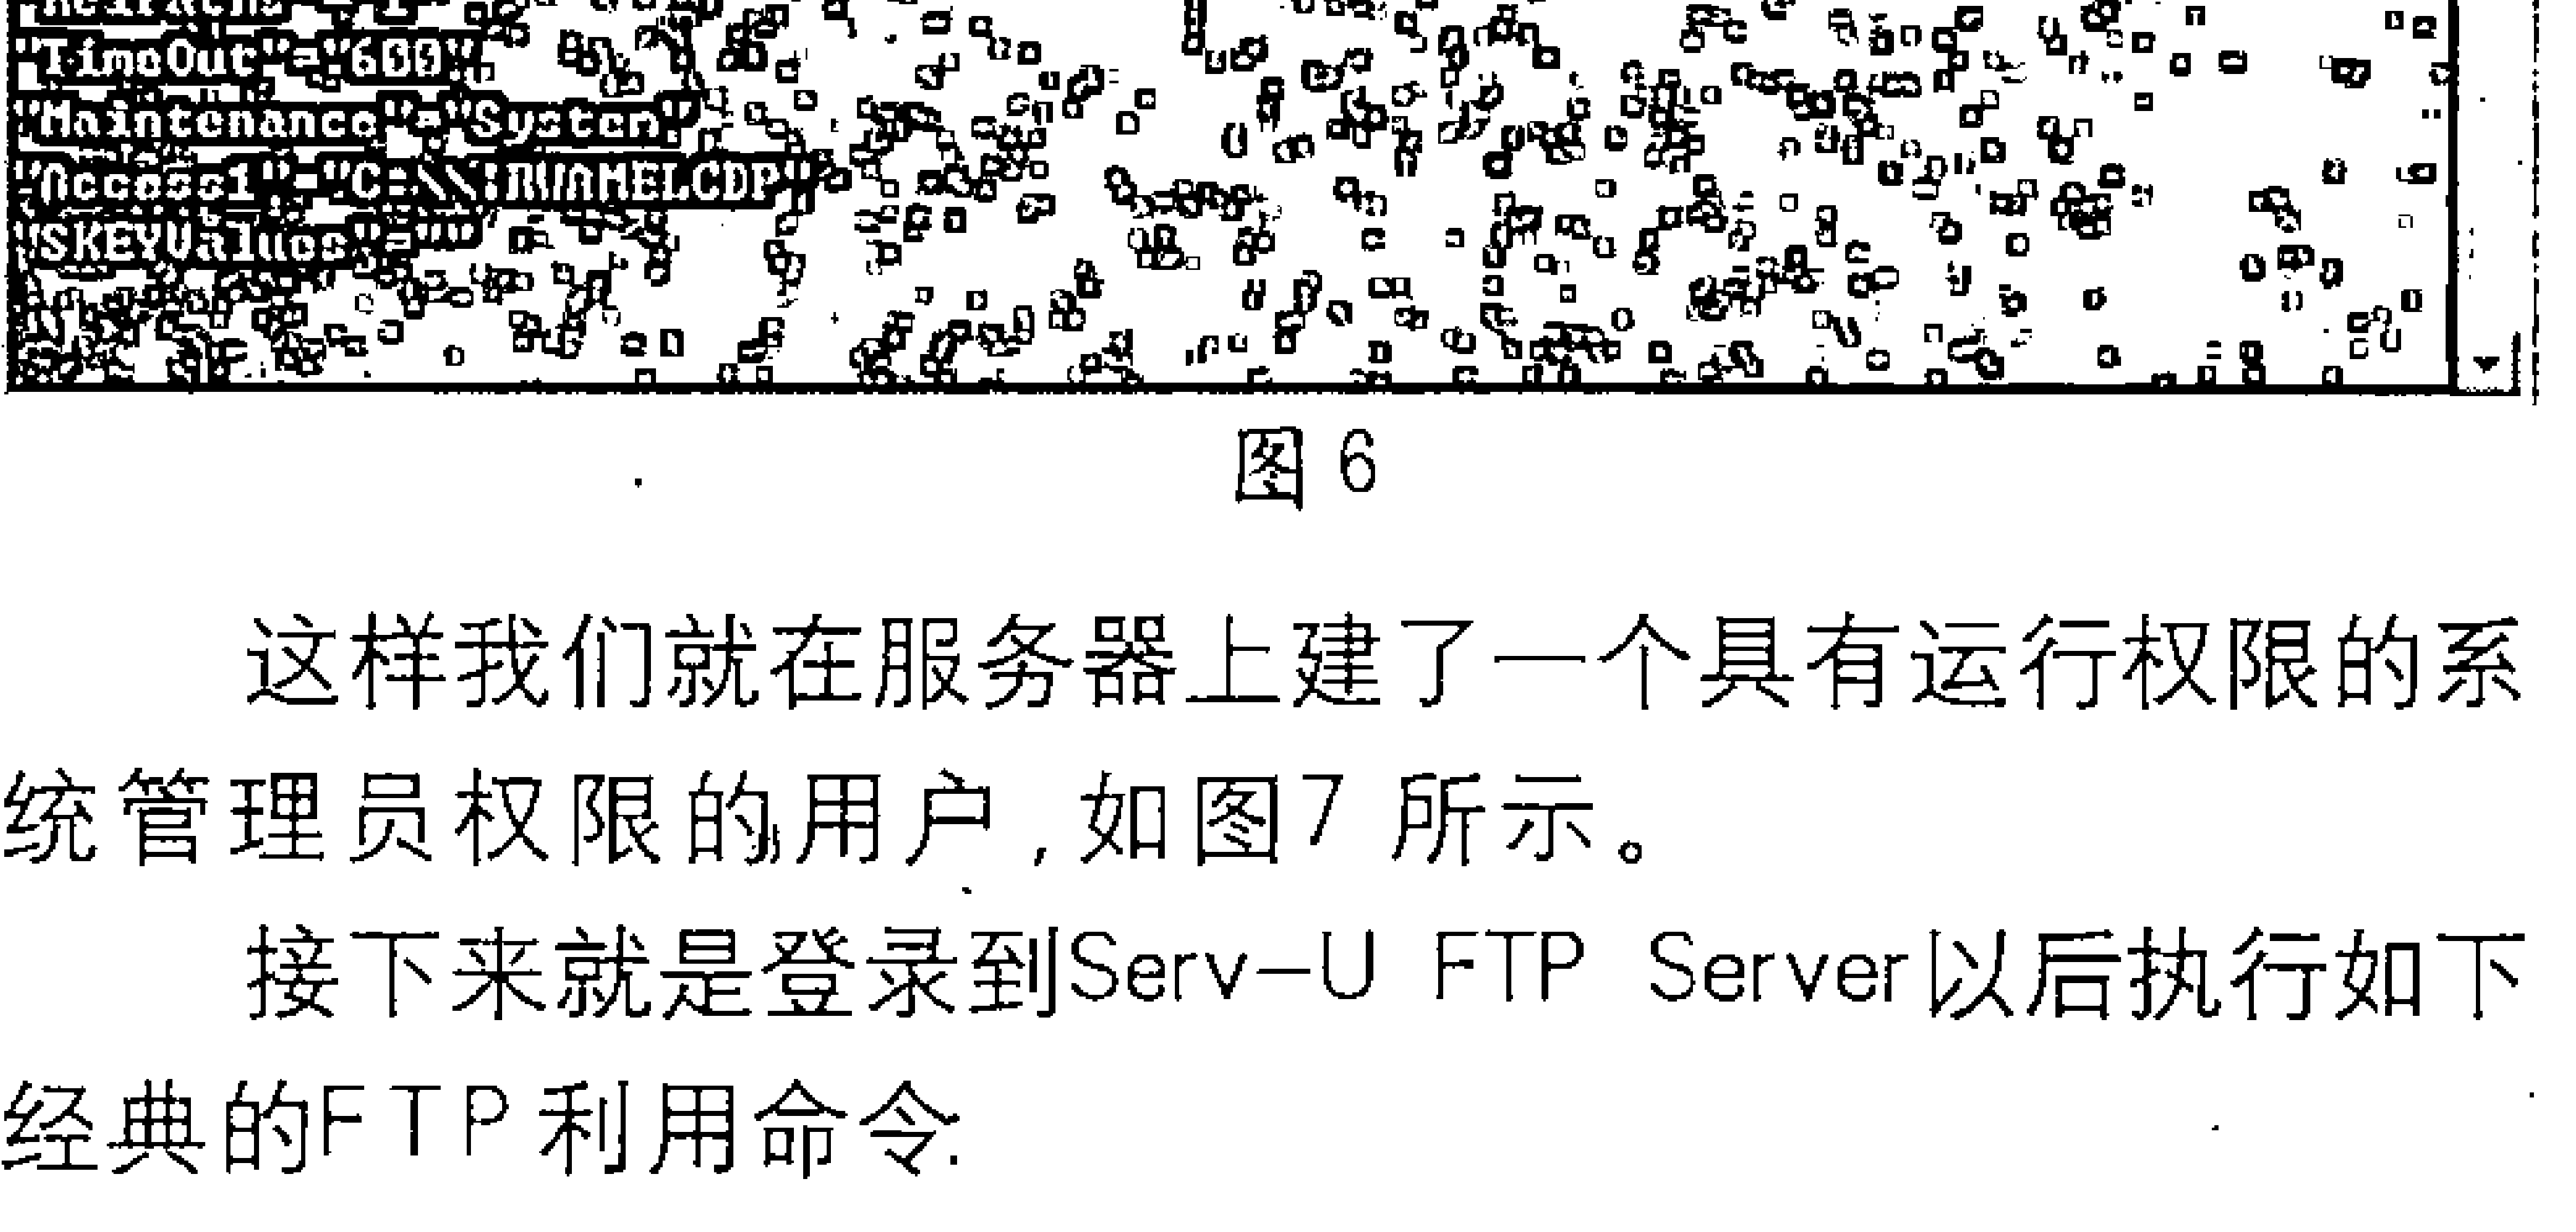 "TimeOut"="600"
"Maintenance"="System"
"Access1"="C:\\|RWAMELCDP"
"SKEYValues"=""
图 6
这样我们就在服务器上建了一个具有运行权限的系
统管理员权限的用户,如图7 所示。
接下来就是登录到Serv-U FTP Server以后执行如下
经典的FTP利用命令: